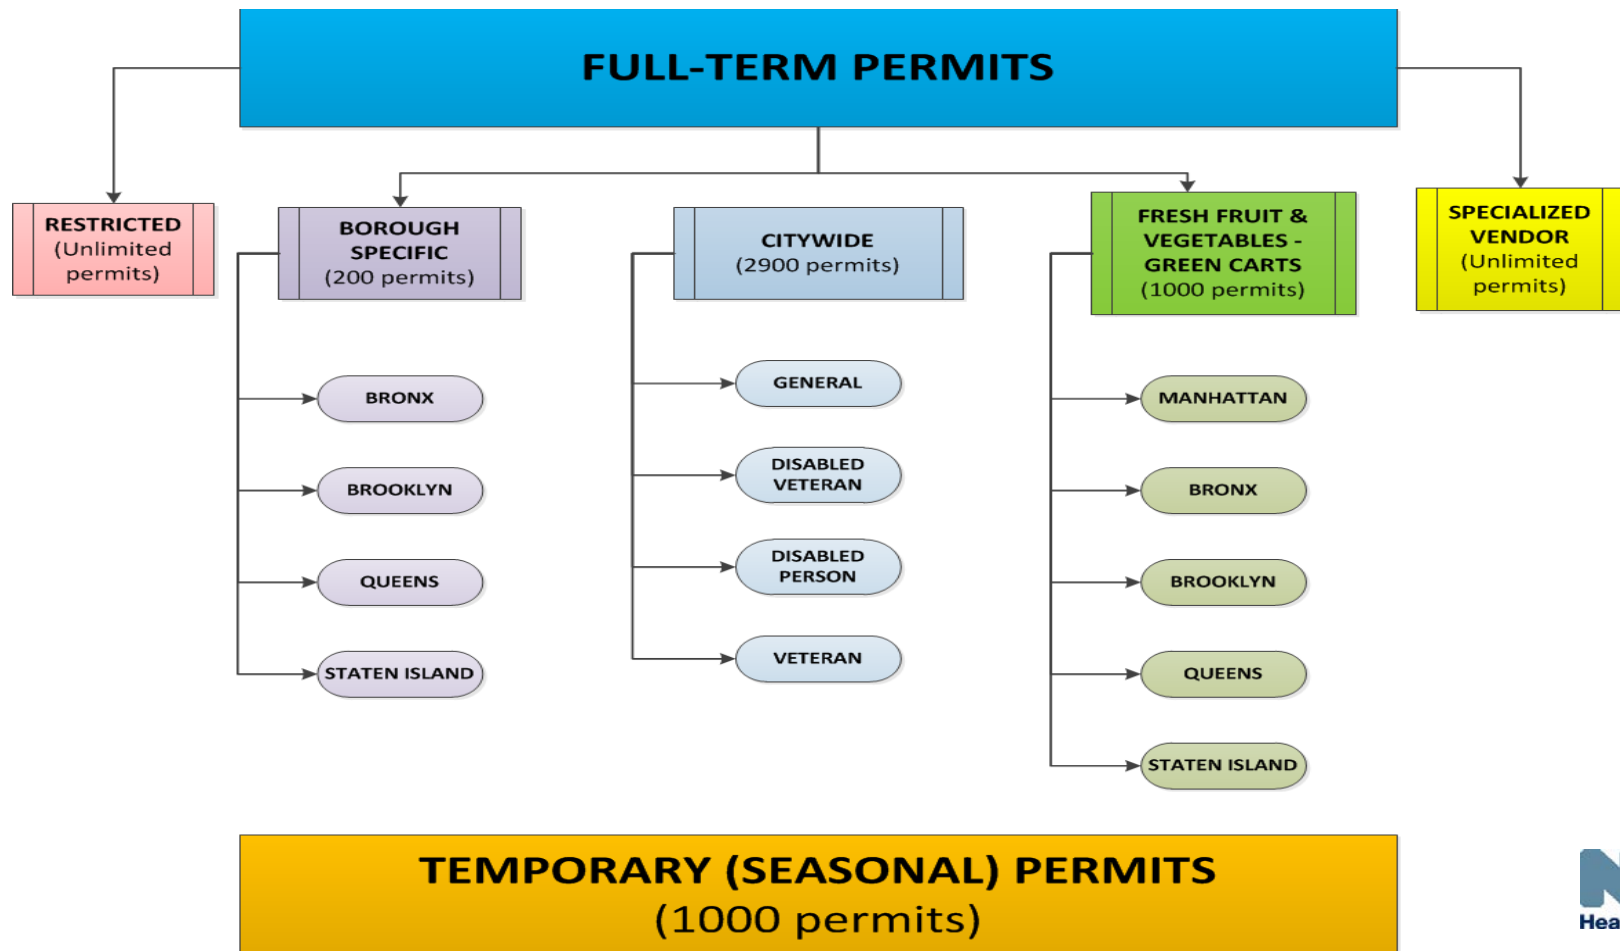 FULL-TERM PERMITS
RESTRICTED
(Unlimited
permits)
BOROUGH
SPECIFIC
(200 permits)
CITYWIDE
(2900 permits)
FRESH FRUIT &
VEGETABLES -
GREEN CARTS
(1000 permits)
SPECIALIZED
VENDOR
(Unlimited
permits)
BRONX
BROOKLYN
QUEENS
STATEN ISLAND
GENERAL
DISABLED
VETERAN
DISABLED
PERSON
VETERAN
MANHATTAN
BRONX
BROOKLYN
QUEENS
STATEN ISLAND
TEMPORARY (SEASONAL) PERMITS
(1000 permits)